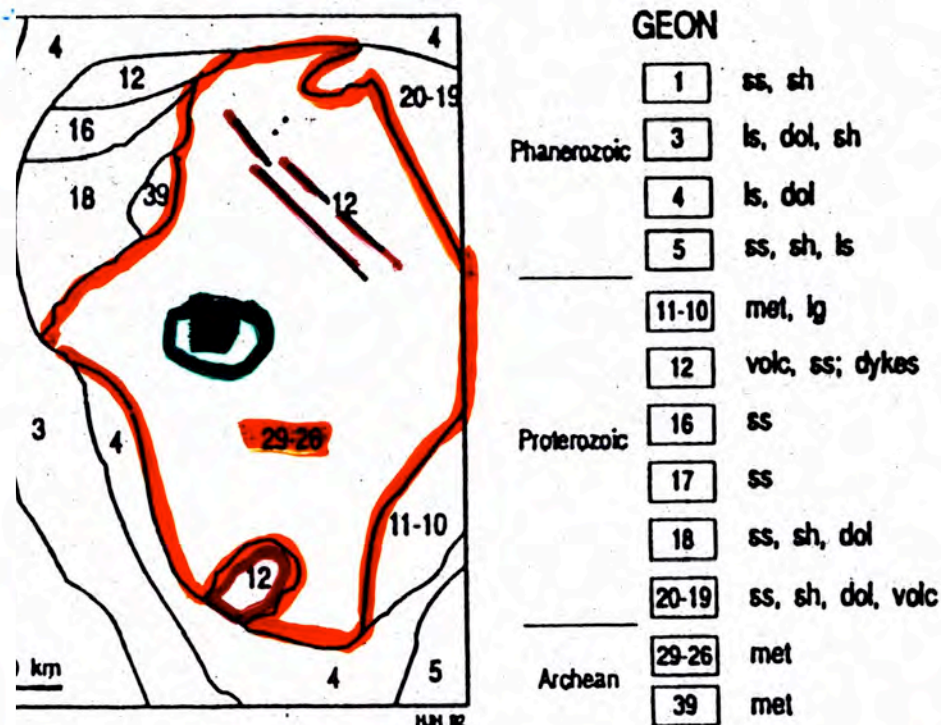 GEON
4
4
12
20-19
16
18
39
12
3
4
29-26
11-10
12
km
4
5
HJH 92
Phanerozoic
1 ss, sh
3 ls, dol, sh
4 ls, dol
5 ss, sh, ls
Proterozoic
11-10 met, ig
12 volc, ss; dykes
16 ss
17 ss
18 ss, sh, dol
20-19 ss, sh, dol, volc
Archean
29-26 met
39 met